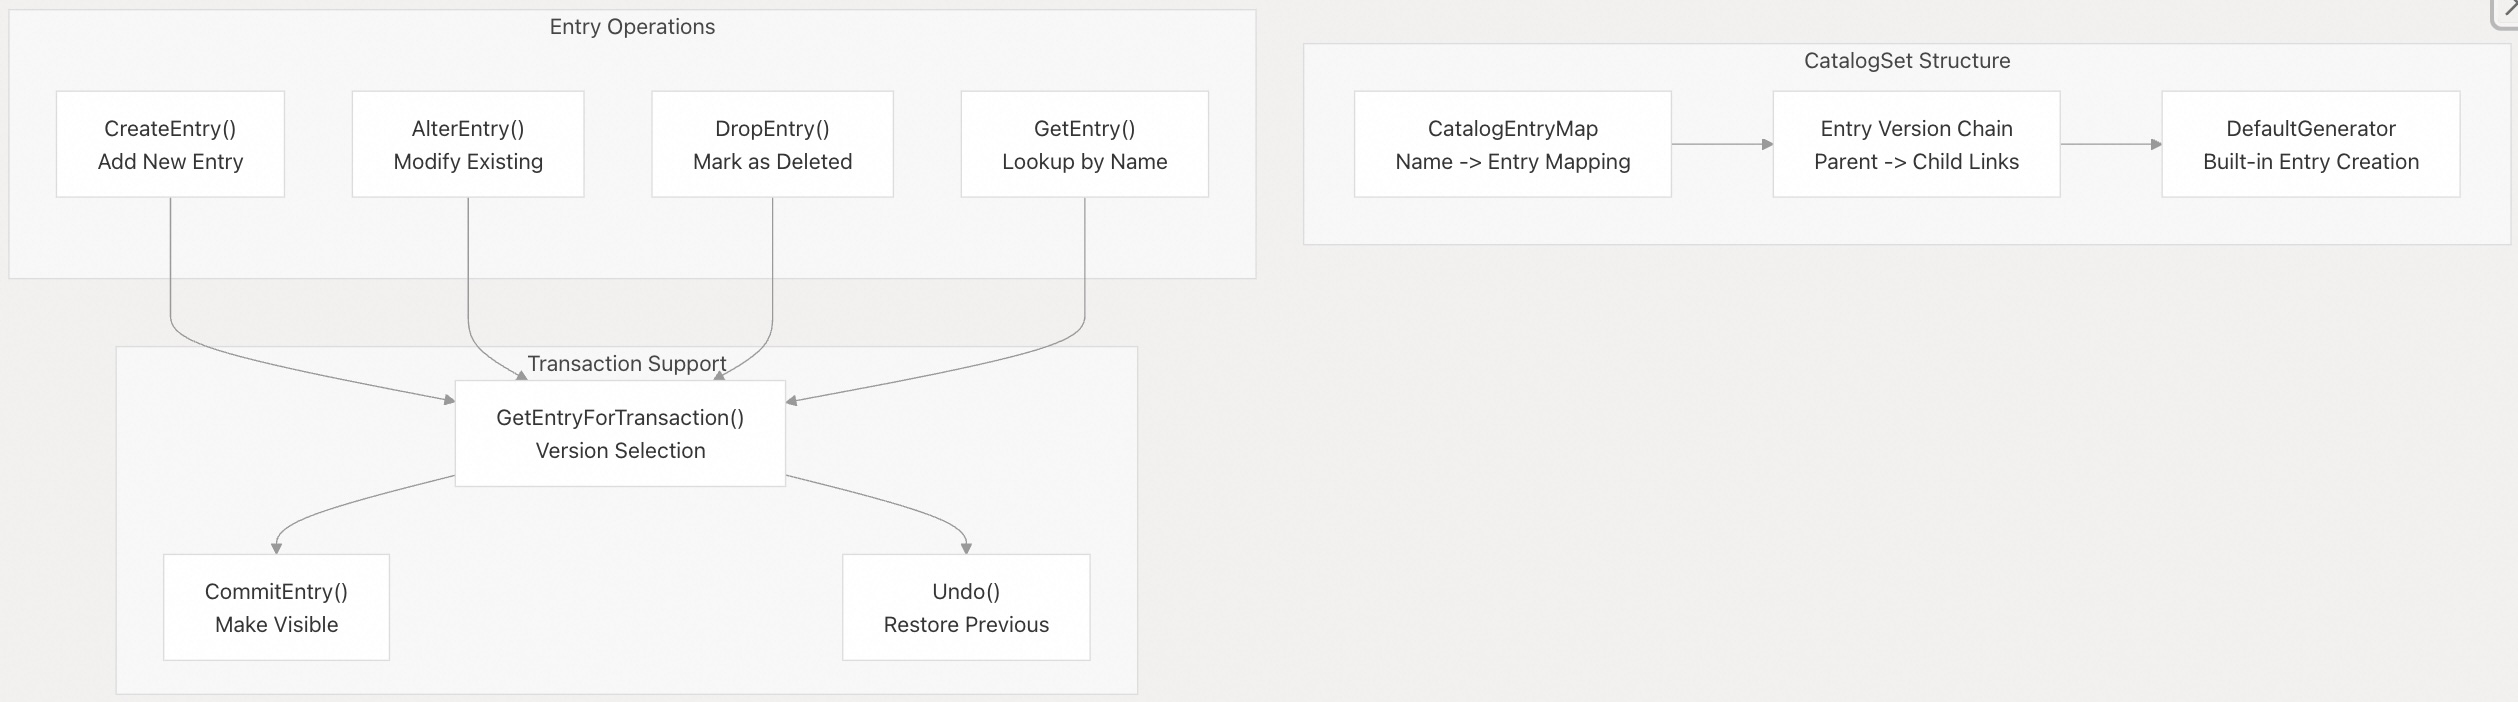 Entry Operations
CreateEntry()
Add New Entry
AlterEntry()
Modify Existing
DropEntry()
Mark as Deleted
GetEntry()
Lookup by Name
Transaction Support
GetEntryForTransaction()
Version Selection
CommitEntry()
Make Visible
Undo()
Restore Previous
CatalogSet Structure
CatalogEntryMap
Name -> Entry Mapping
Entry Version Chain
Parent -> Child Links
DefaultGenerator
Built-in Entry Creation